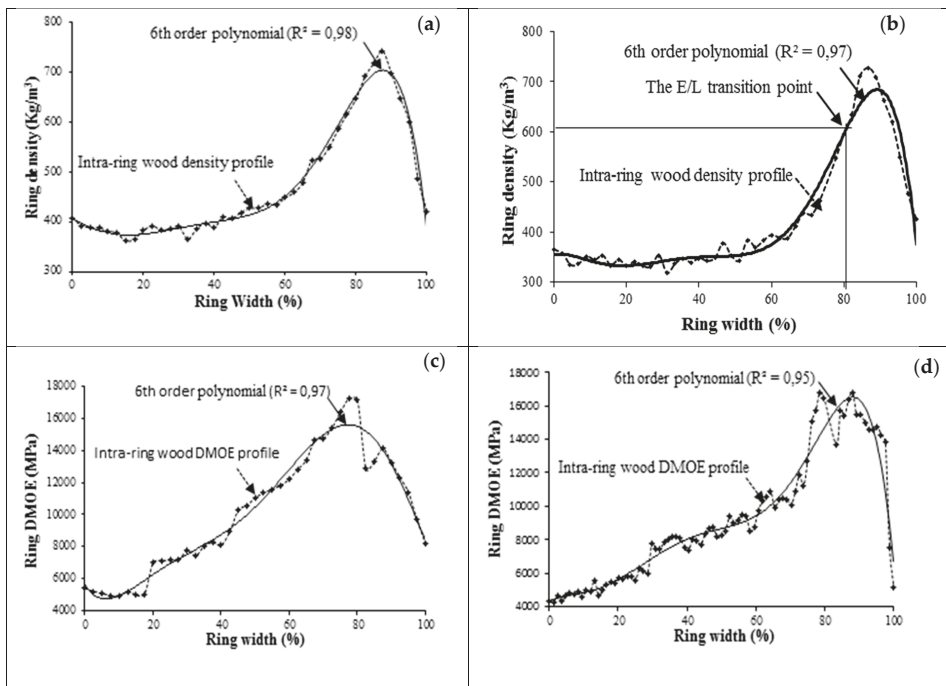 (a)
6th order polynomial (R² = 0,98)
Intra-ring wood density profile
Ring density (Kg/m³)
800
700
600
500
400
300
0 20 40 60 80 100
Ring Width (%)
(b)
6th order polynomial (R² = 0,97)
The E/L transition point
Intra-ring wood density profile
Ring density (Kg/m³)
800
700
600
500
400
300
0 20 40 60 80 100
Ring width (%)
(c)
6th order polynomial (R² = 0,97)
Intra-ring wood DMOE profile
Ring DMOE (MPa)
18000
16000
14000
12000
10000
8000
6000
4000
0 20 40 60 80 100
Ring width (%)
(d)
6th order polynomial (R² = 0,95)
Intra-ring wood DMOE profile
Ring DMOE (MPa)
18000
16000
14000
12000
10000
8000
6000
4000
0 20 40 60 80 100
Ring width (%)